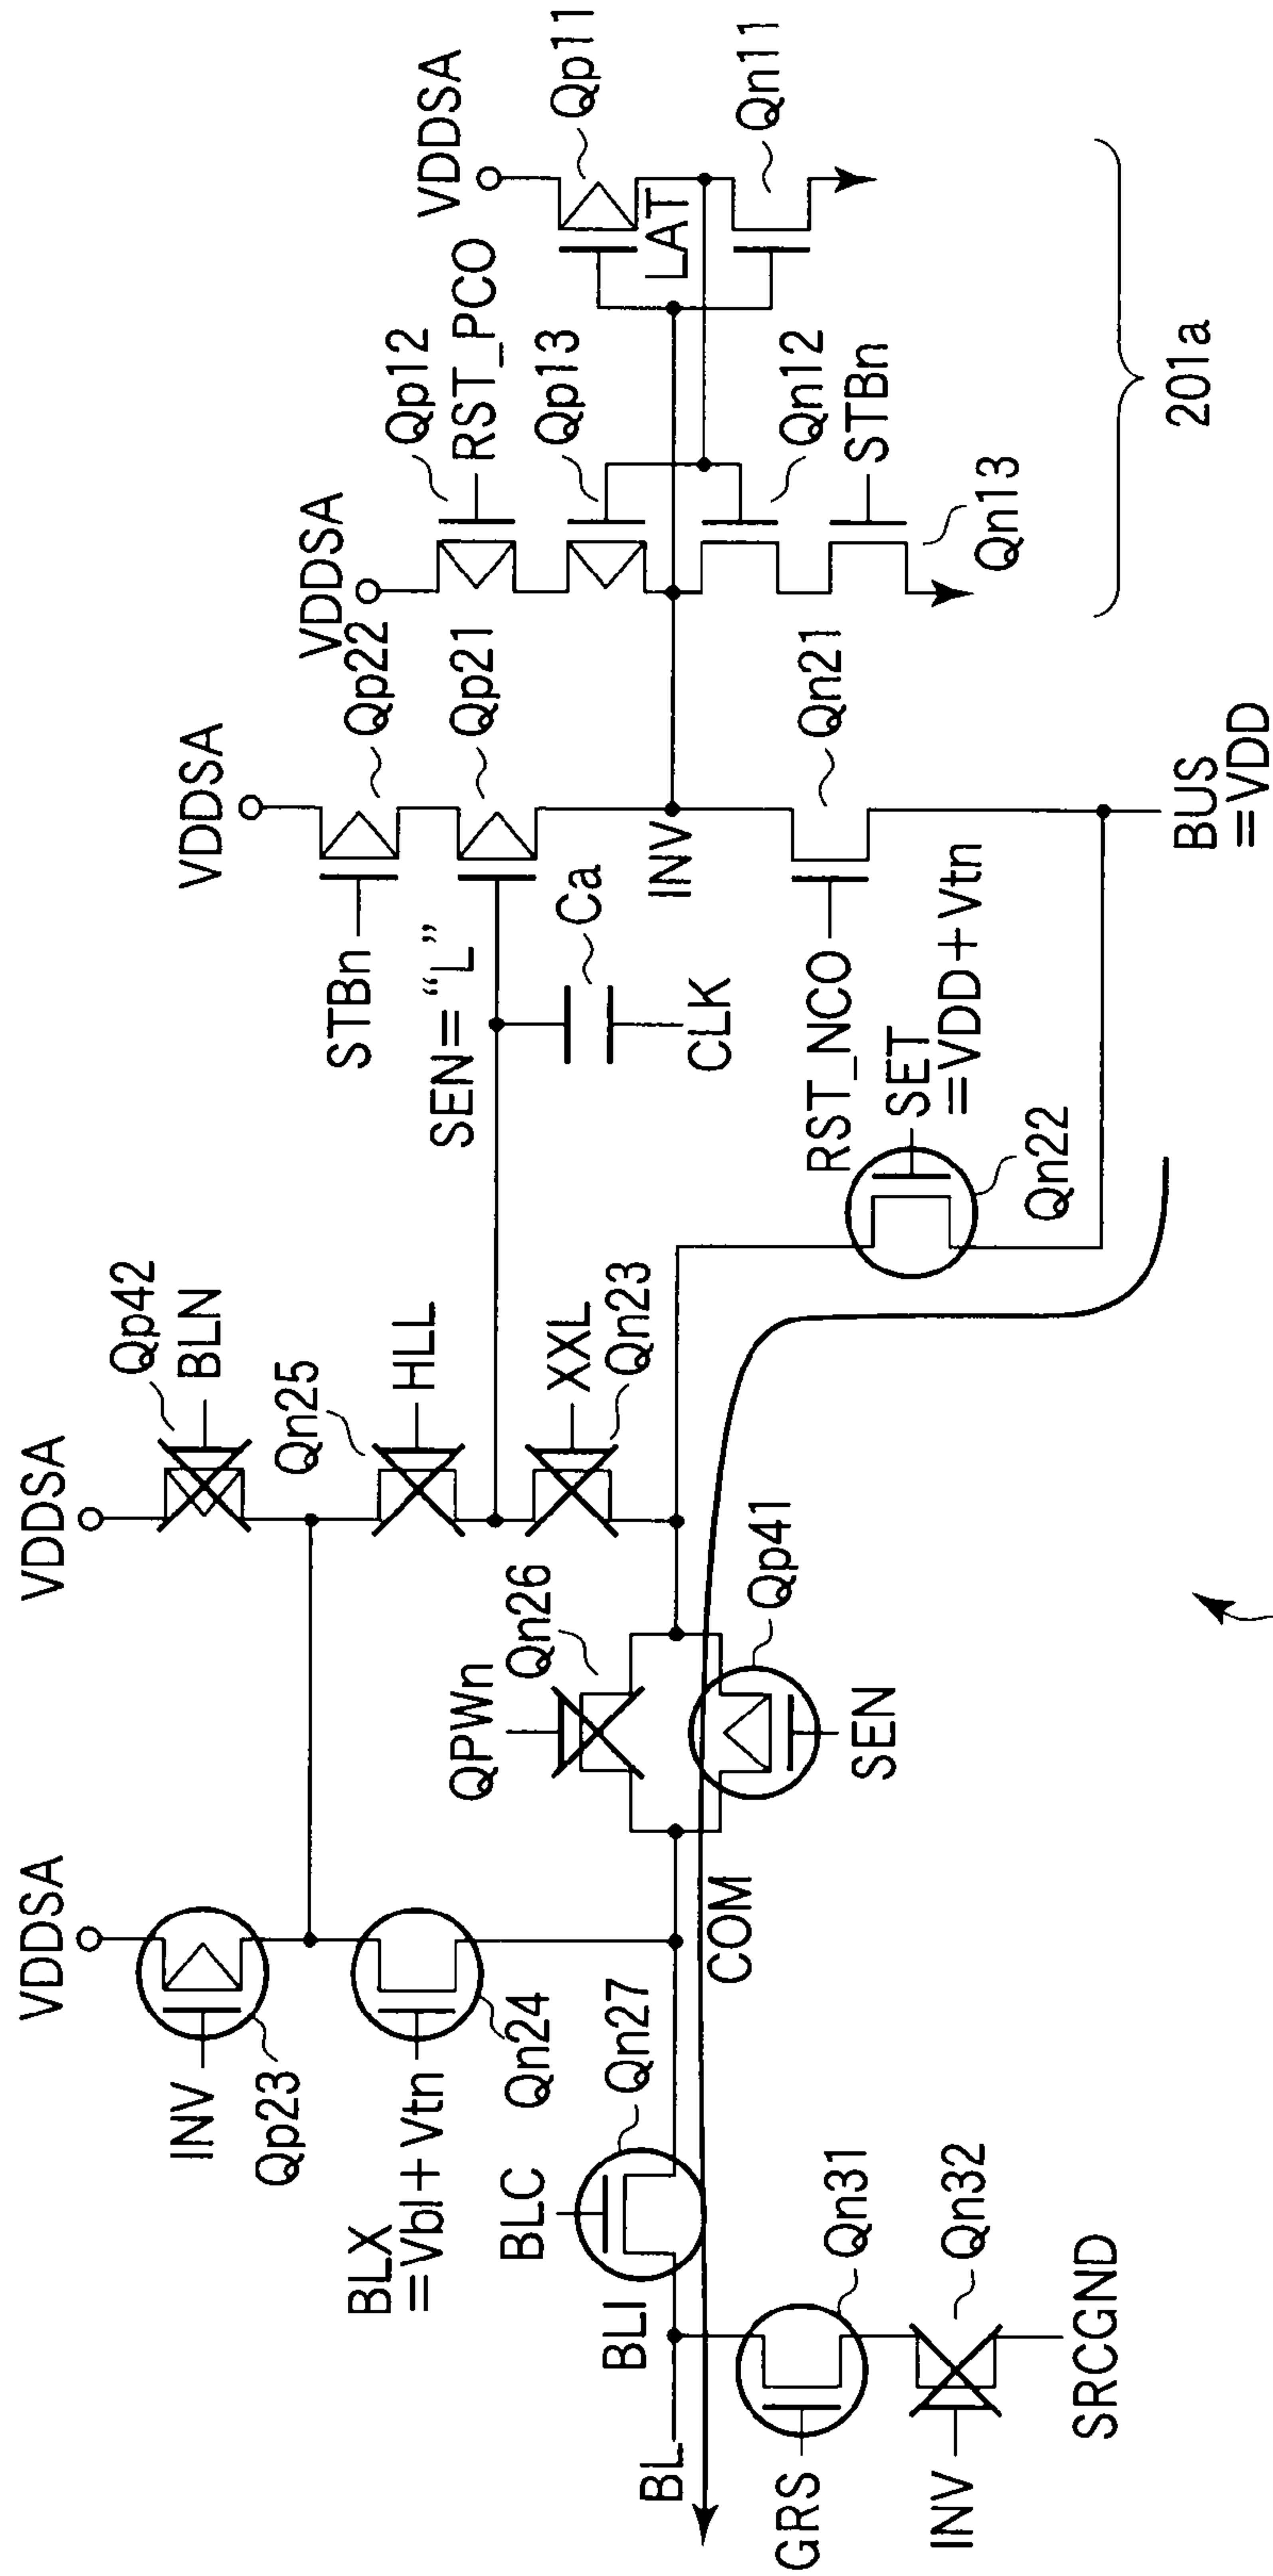 VDDSA
INV
Qp23
BLX
=Vbl+Vtn
Qn24
BLC
Qn27
BLI
BL
COM
GRS
Qn31
INV
Qn32
SRCGND
VDDSA
Qp42
BLN
Qn25
HLL
XXL
Qn23
QPWn
Qn26
Qp41
SEN
VDDSA
STBn
Qp22
Qp21
SEN="L"
Ca
CLK
INV
RST_NCO
Qn21
SET
=VDD+Vtn
Qn22
BUS
=VDD
VDDSA
Qp12
RST_PCO
Qp13
Qn12
STBn
Qn13
VDDSA
Qp11
LAT
Qn11
201a